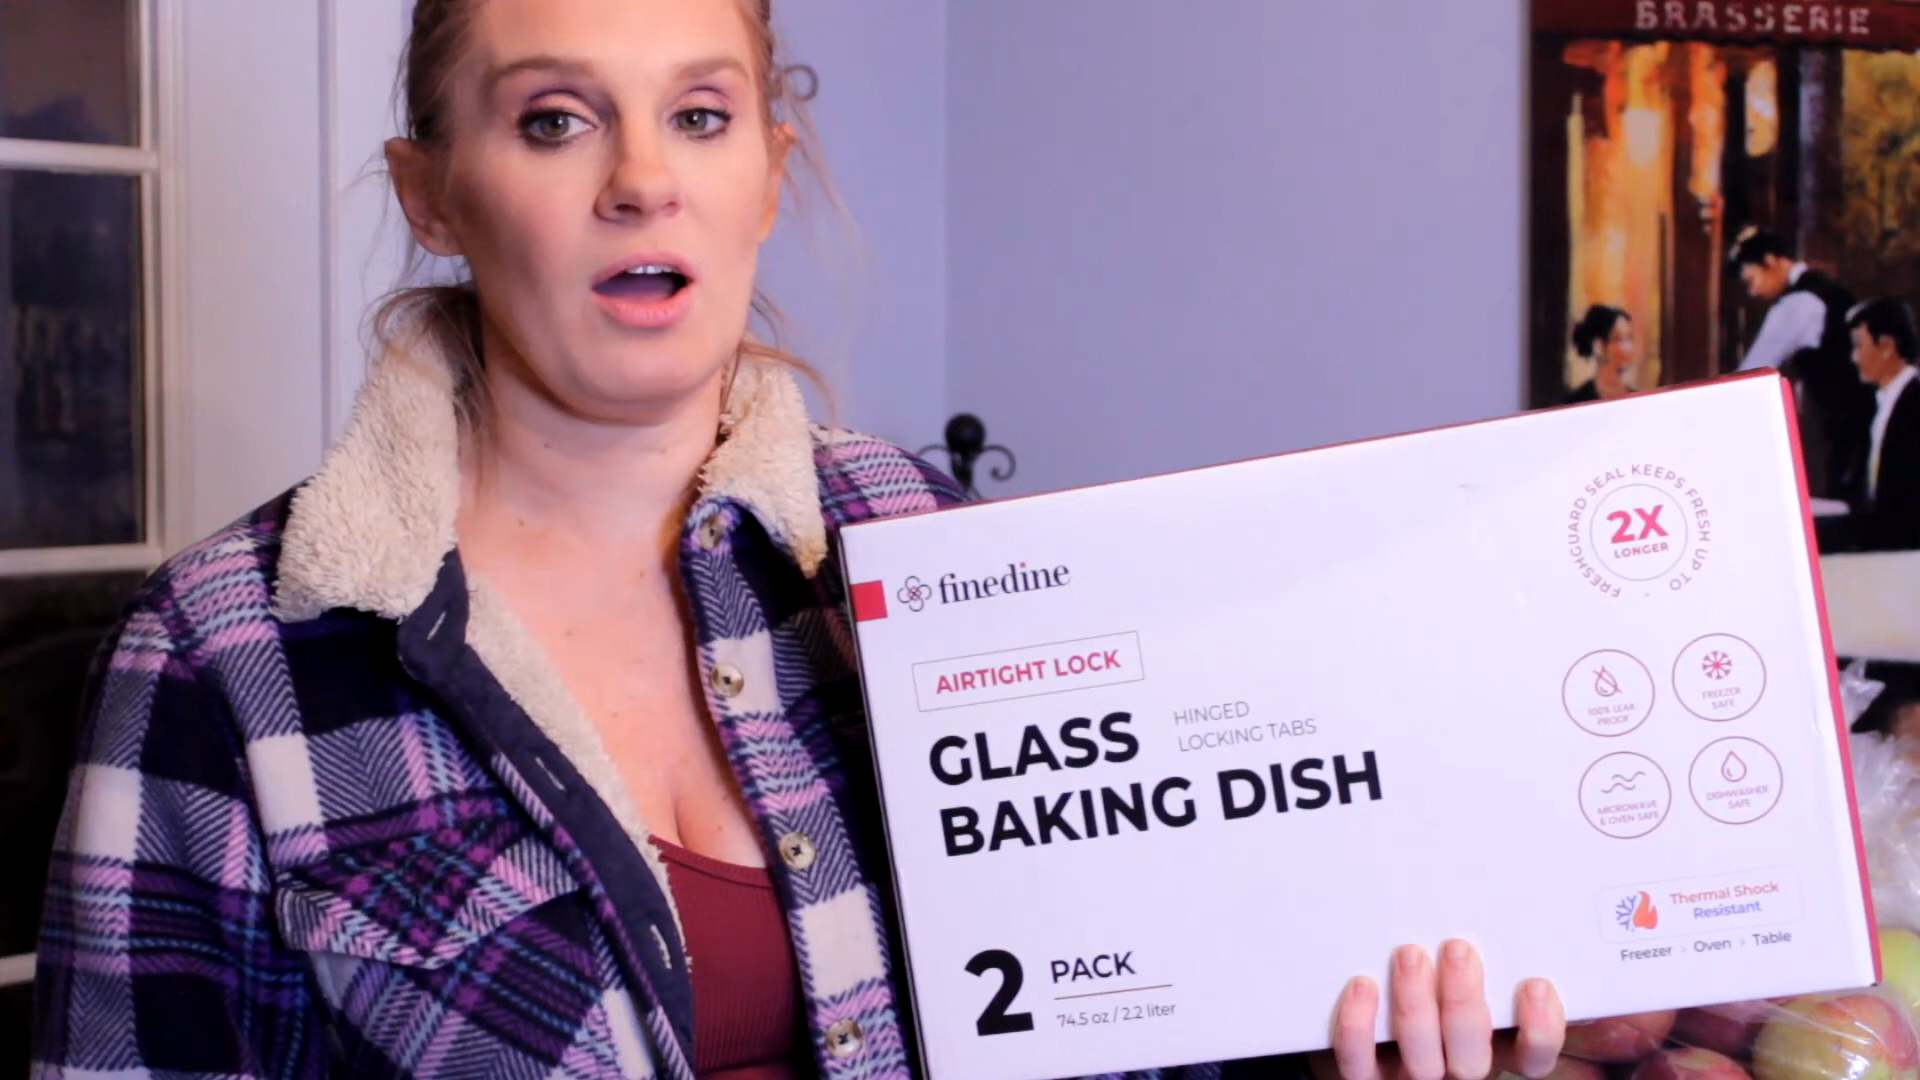 BRASSERIE
finedine
AIRTIGHT LOCK
GLASS
BAKING DISH
HINGED
LOCKING TABS
2 PACK
74.5 oz / 2.2 liter
FRESHGUARD SEAL KEEPS FRESH UP TO
2X
LONGER
100% LEAK
PROOF
FREEZER
SAFE
MICROWAVE
& OVEN SAFE
DISHWASHER
SAFE
Thermal Shock
Resistant
Freezer › Oven › Table